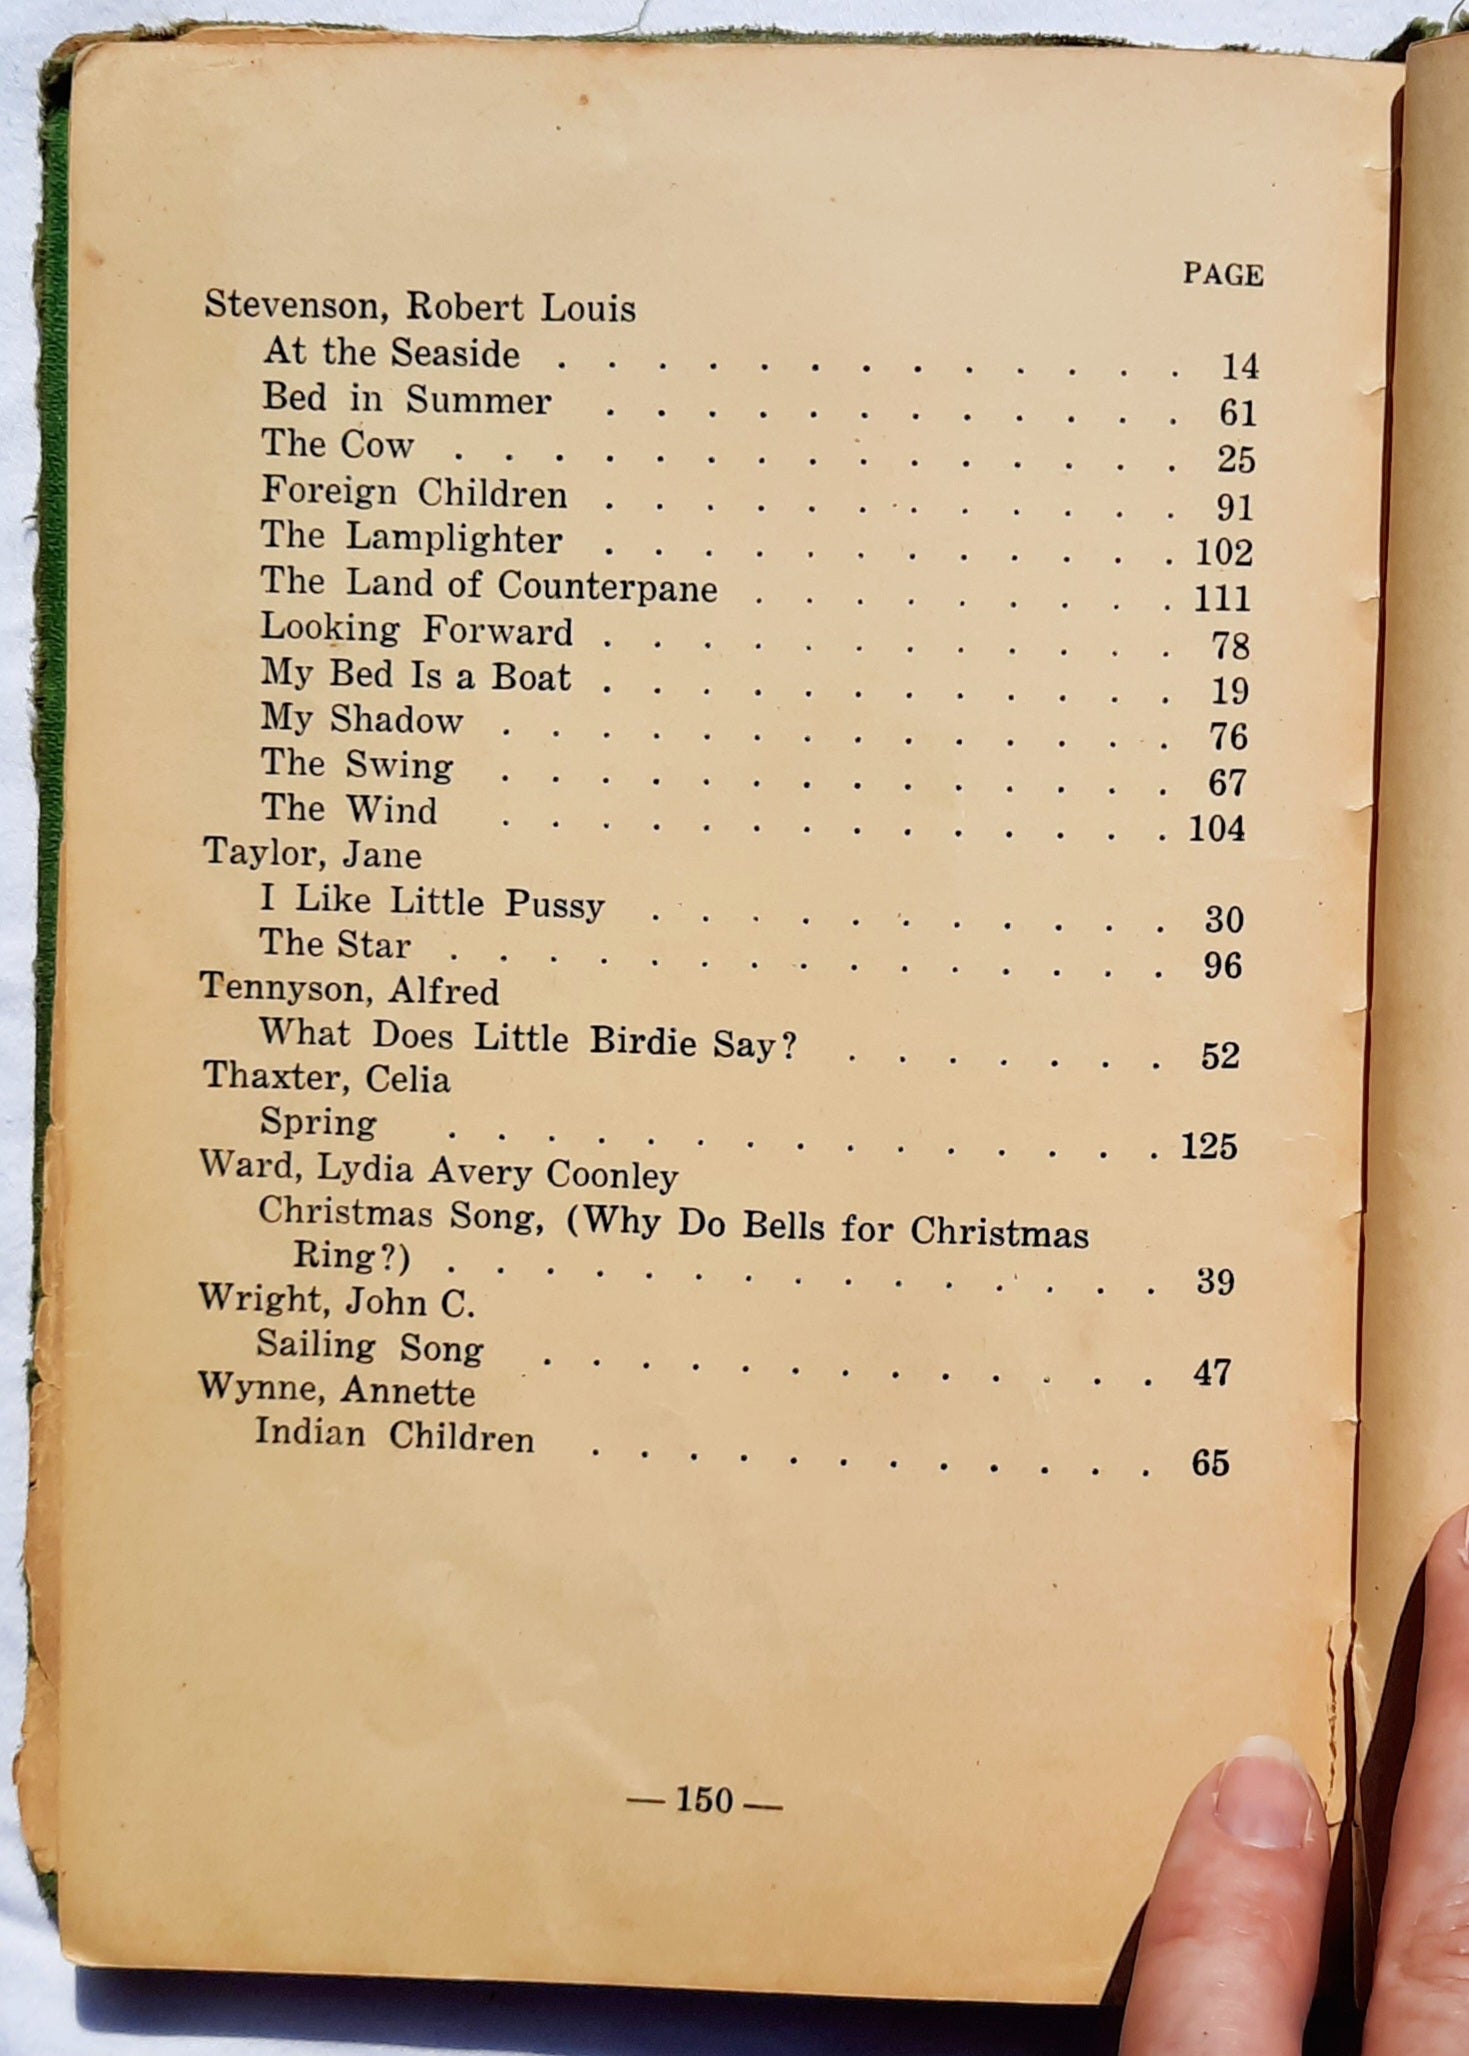 PAGE
Stevenson, Robert Louis
At the Seaside . . . . . . . . . . . . . 14
Bed in Summer . . . . . . . . . . . . 61
The Cow . . . . . . . . . . . . . . . 25
Foreign Children . . . . . . . . . . . . 91
The Lamplighter . . . . . . . . . . . . 102
The Land of Counterpane . . . . . . . . . 111
Looking Forward . . . . . . . . . . . . 78
My Bed Is a Boat . . . . . . . . . . . . 19
My Shadow . . . . . . . . . . . . . . 76
The Swing . . . . . . . . . . . . . . 67
The Wind . . . . . . . . . . . . . . 104
Taylor, Jane
I Like Little Pussy . . . . . . . . . . . 30
The Star . . . . . . . . . . . . . . . 96
Tennyson, Alfred
What Does Little Birdie Say? . . . . . . . 52
Thaxter, Celia
Spring . . . . . . . . . . . . . . . 125
Ward, Lydia Avery Coonley
Christmas Song, (Why Do Bells for Christmas
Ring?) . . . . . . . . . . . . . . . 39
Wright, John C.
Sailing Song . . . . . . . . . . . . . 47
Wynne, Annette
Indian Children . . . . . . . . . . . . 65
— 150 —